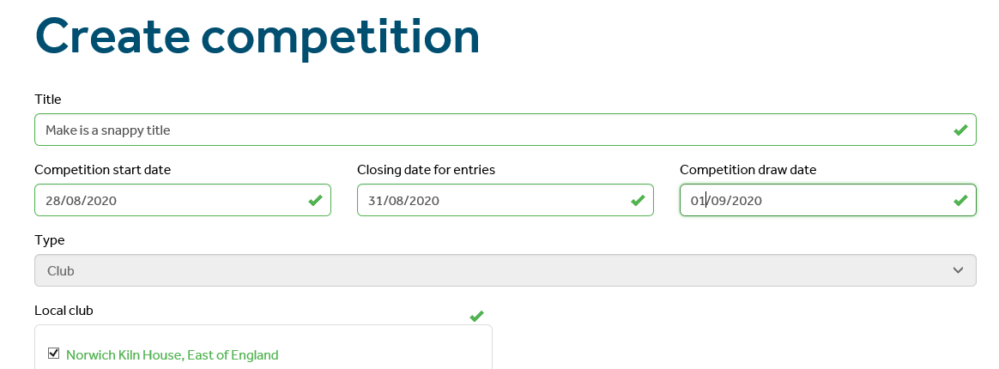 Create competition
Title
Make is a snappy title
Competition start date
Closing date for entries
Competition draw date
28/08/2020
31/08/2020
01/09/2020
Type
Club
Local club
Norwich Kiln House, East of England